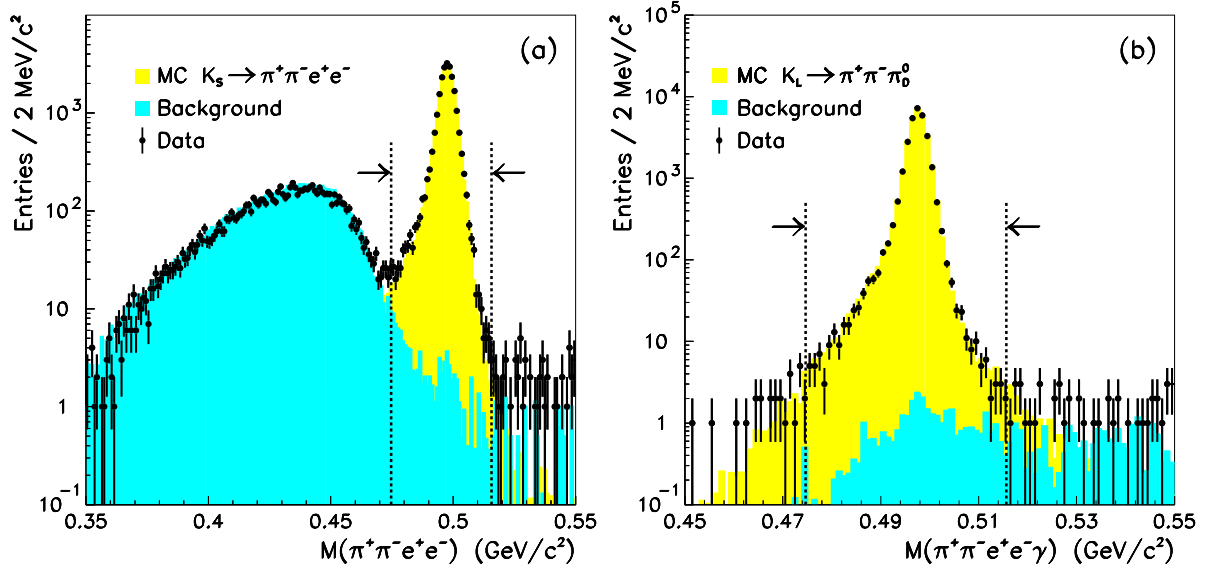 (a)
Entries / 2 MeV/c²
MC K_S → π⁺π⁻e⁺e⁻
Background
Data
10³
10²
10
1
10⁻¹
0.35 0.4 0.45 0.5 0.55
M(π⁺π⁻e⁺e⁻) (GeV/c²)
(b)
Entries / 2 MeV/c²
MC K_L → π⁺π⁻π⁰_D
Background
Data
10⁵
10⁴
10³
10²
10
1
10⁻¹
0.45 0.47 0.49 0.51 0.53 0.55
M(π⁺π⁻e⁺e⁻γ) (GeV/c²)